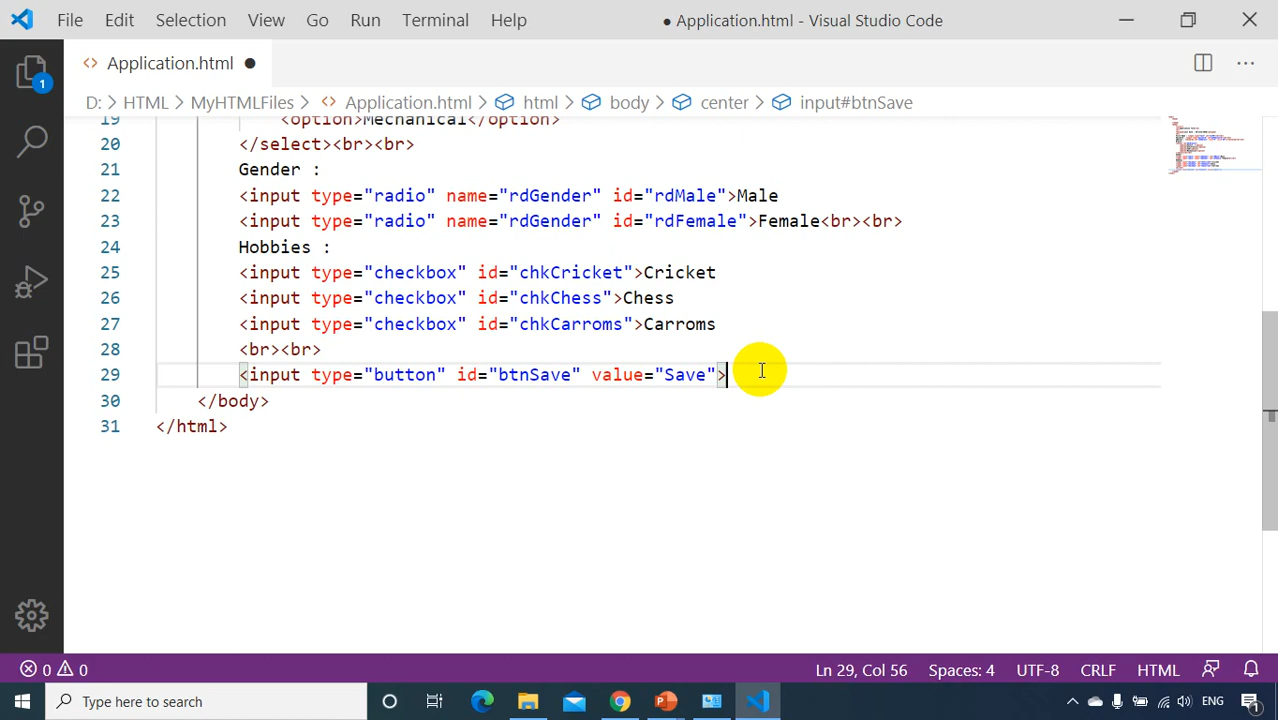 File Edit Selection View Go Run Terminal Help ● Application.html - Visual Studio Code
1
<> Application.html ●
D: > HTML > MyHTMLFiles > <> Application.html > html > body > center > input#btnSave
19 <option>Mechanical</option>
20 </select><br><br>
21 Gender :
22 <input type="radio" name="rdGender" id="rdMale">Male
23 <input type="radio" name="rdGender" id="rdFemale">Female<br><br>
24 Hobbies :
25 <input type="checkbox" id="chkCricket">Cricket
26 <input type="checkbox" id="chkChess">Chess
27 <input type="checkbox" id="chkCarroms">Carroms
28 <br><br>
29 <input type="button" id="btnSave" value="Save">
30 </body>
31 </html>
0 0 Ln 29, Col 56 Spaces: 4 UTF-8 CRLF HTML
Type here to search ENG 1